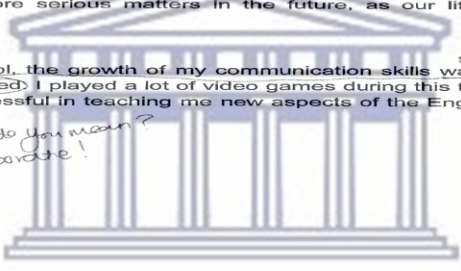 ore serious matters in the future, as our lif
ol, the growth of my communication skills wa
ed) I played a lot of video games during this t
essful in teaching me new aspects of the Eng
do you mean?
borate!